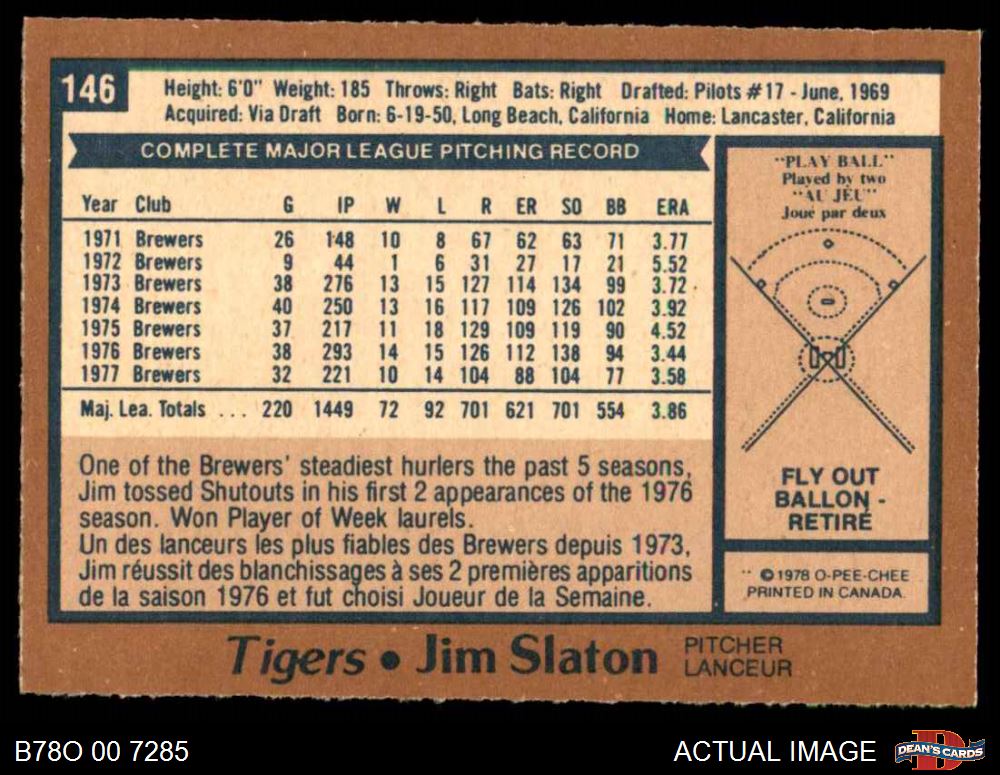 146
Height: 6'0" Weight: 185 Throws: Right Bats: Right Drafted: Pilots #17 - June, 1969
Acquired: Via Draft Born: 6-19-50, Long Beach, California Home: Lancaster, California
COMPLETE MAJOR LEAGUE PITCHING RECORD
Year Club G IP W L R ER SO BB ERA
1971 Brewers 26 148 10 8 67 62 63 71 3.77
1972 Brewers 9 44 1 6 31 27 17 21 5.52
1973 Brewers 38 276 13 15 127 114 134 99 3.72
1974 Brewers 40 250 13 16 117 109 126 102 3.92
1975 Brewers 37 217 11 18 129 109 119 90 4.52
1976 Brewers 38 293 14 15 126 112 138 94 3.44
1977 Brewers 32 221 10 14 104 88 104 77 3.58
Maj. Lea. Totals ... 220 1449 72 92 701 621 701 554 3.86
One of the Brewers' steadiest hurlers the past 5 seasons,
Jim tossed Shutouts in his first 2 appearances of the 1976
season. Won Player of Week laurels.
Un des lanceurs les plus fiables des Brewers depuis 1973,
Jim réussit des blanchissages à ses 2 premières apparitions
de la saison 1976 et fut choisi Joueur de la Semaine.
"PLAY BALL"
Played by two
"AU JEU"
Joué par deux
FLY OUT
BALLON -
RETIRÉ
** © 1978 O-PEE-CHEE
PRINTED IN CANADA.
Tigers • Jim Slaton PITCHER
LANCEUR
B78O 00 7285
ACTUAL IMAGE
DEAN'S CARDS